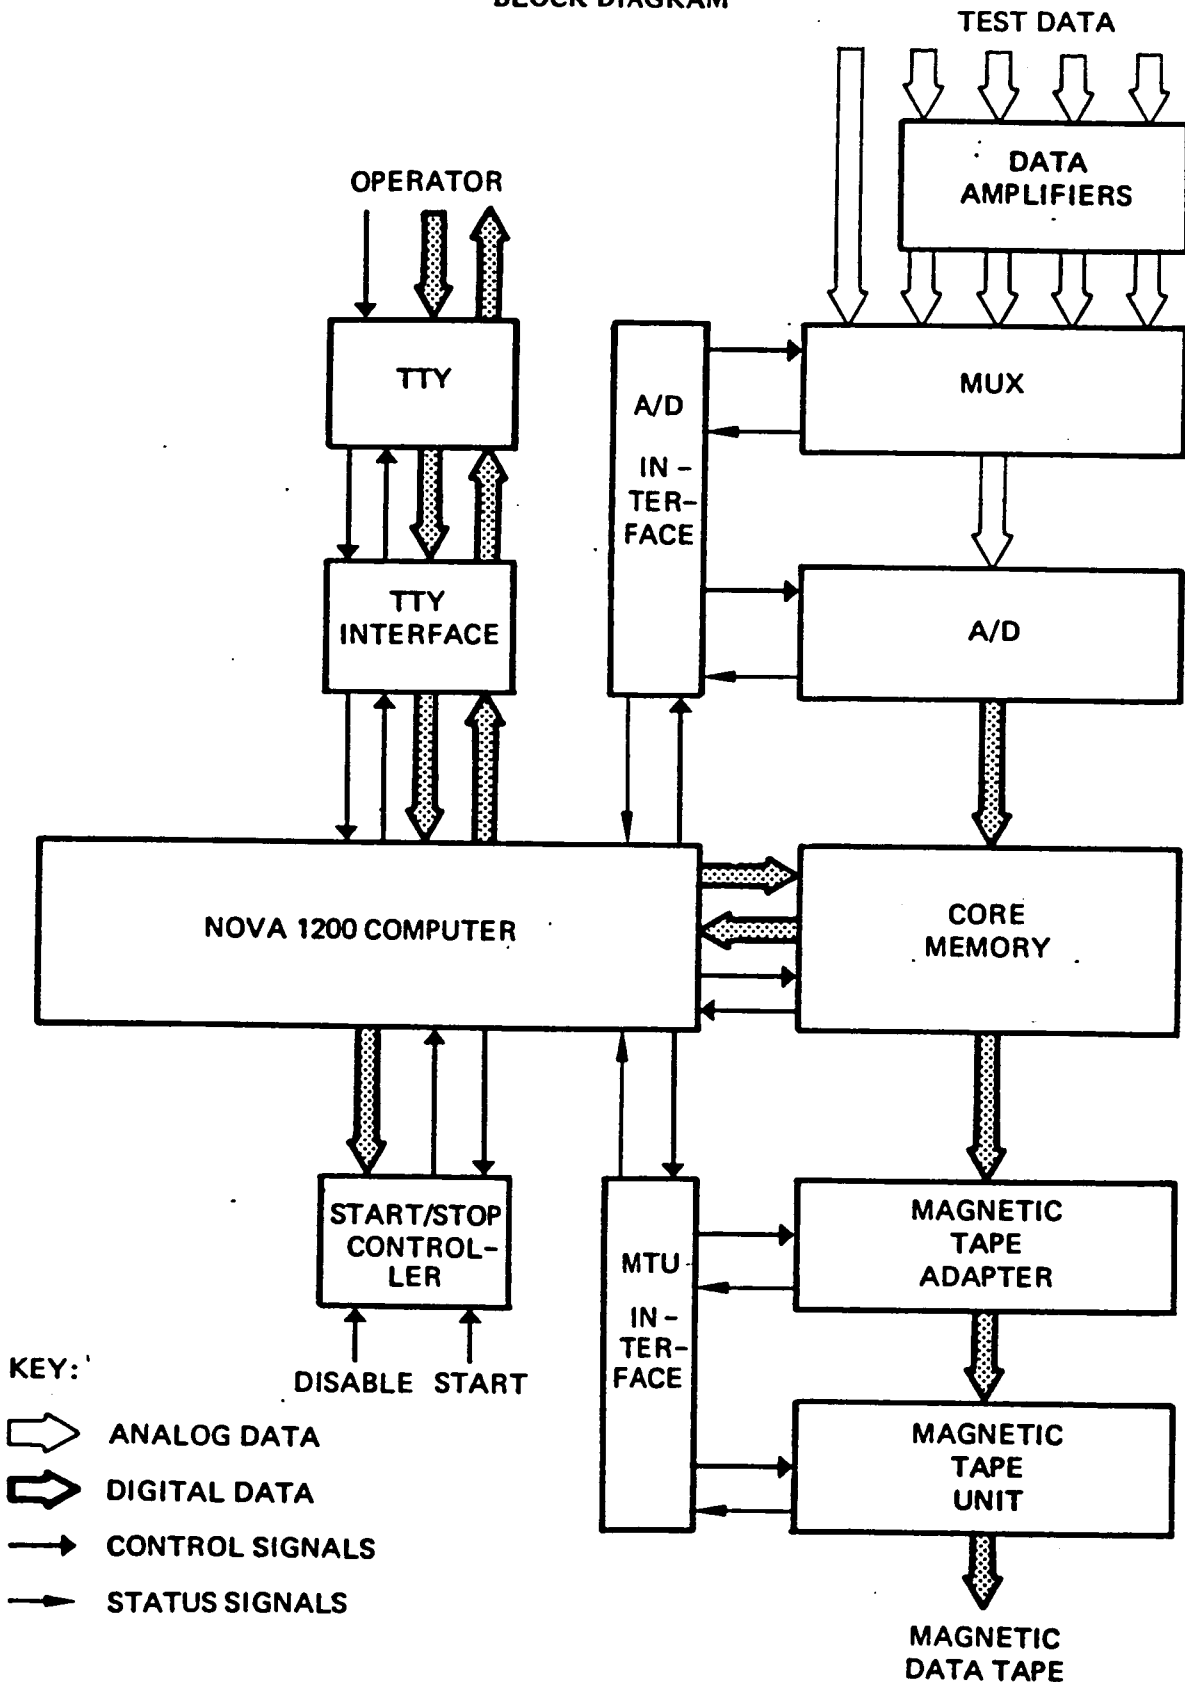 BLOCK DIAGRAM
TEST DATA
DATA
AMPLIFIERS
OPERATOR
TTY
A/D
IN-
TER-
FACE
MUX
TTY
INTERFACE
A/D
NOVA 1200 COMPUTER
CORE
MEMORY
START/STOP
CONTROL-
LER
MTU
IN-
TER-
FACE
MAGNETIC
TAPE
ADAPTER
DISABLE START
MAGNETIC
TAPE
UNIT
KEY:
ANALOG DATA
DIGITAL DATA
CONTROL SIGNALS
STATUS SIGNALS
MAGNETIC
DATA TAPE